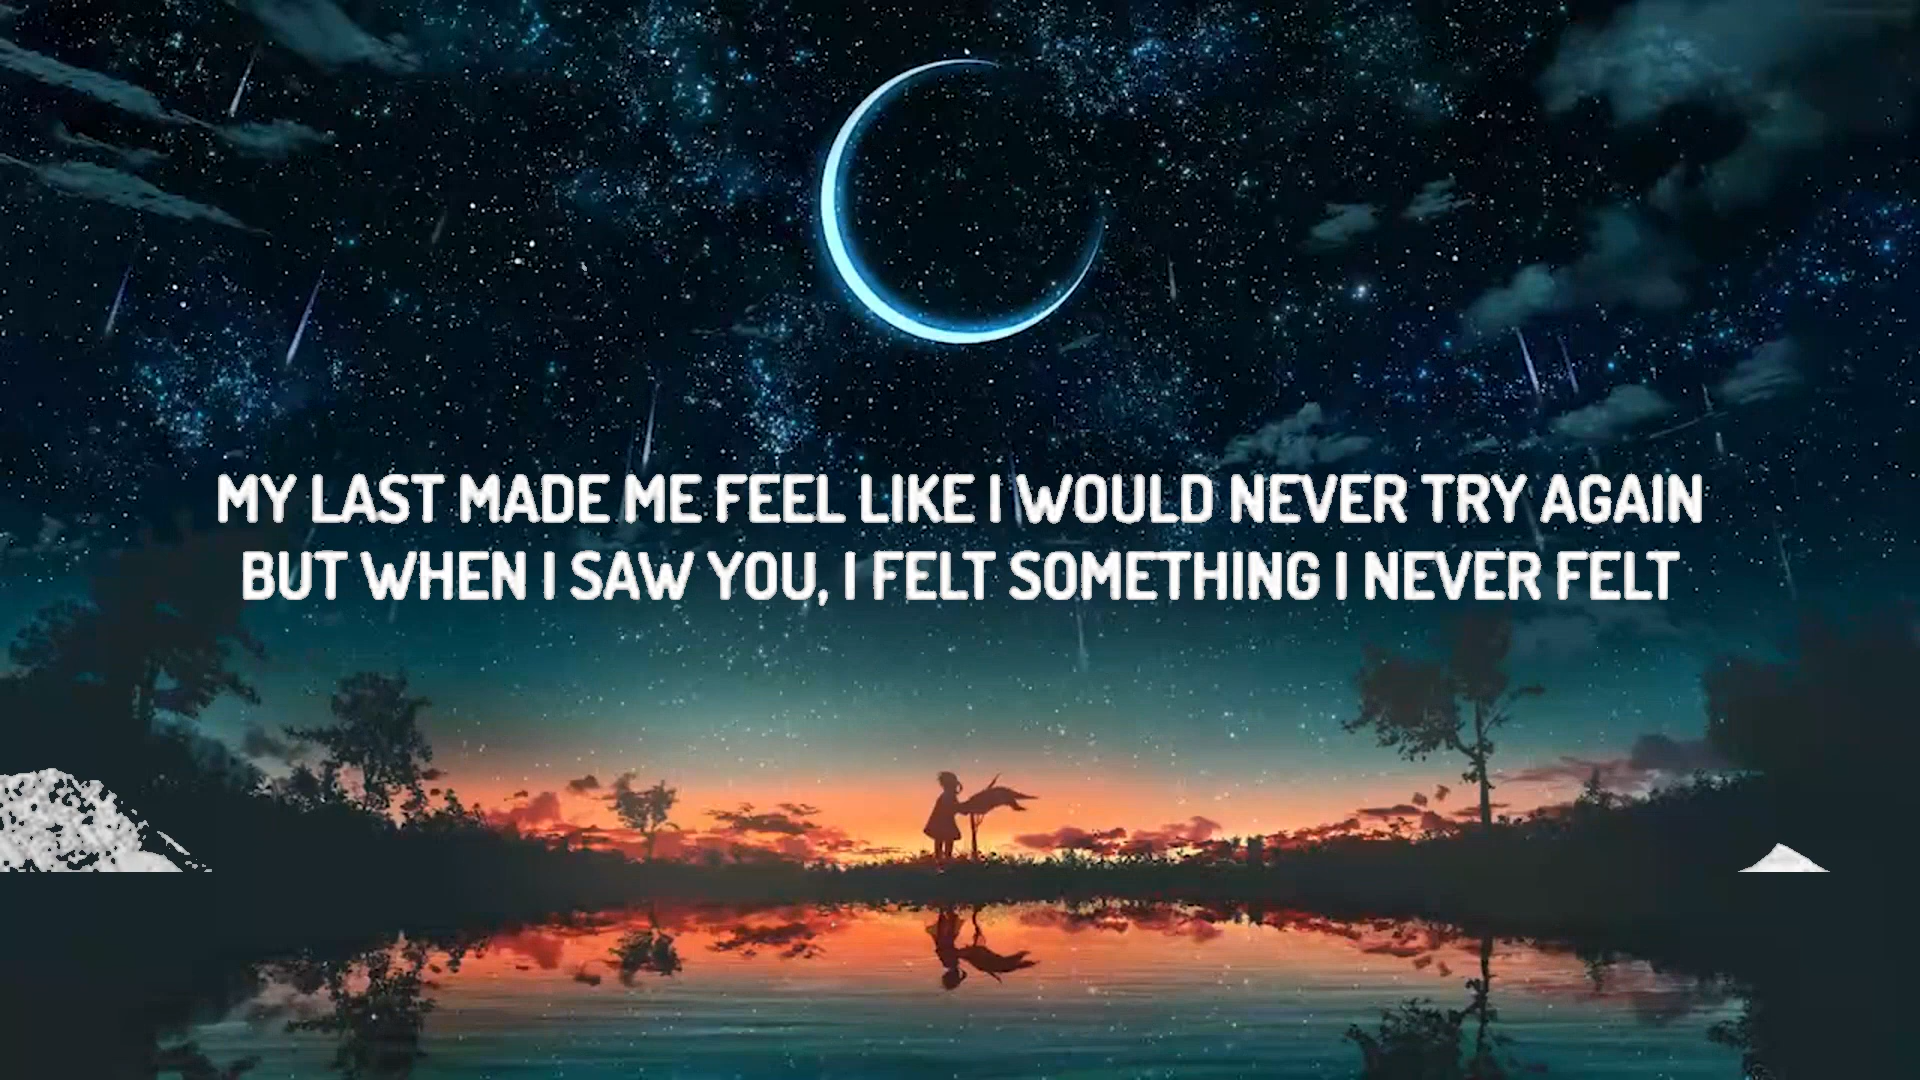 MY LAST MADE ME FEEL LIKE I WOULD NEVER TRY AGAIN
BUT WHEN I SAW YOU, I FELT SOMETHING I NEVER FELT